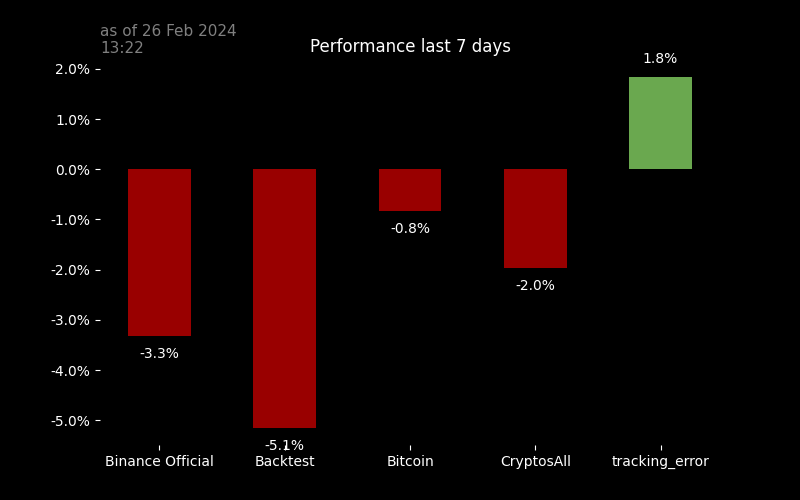 as of 26 Feb 2024
13:22
Performance last 7 days
2.0%
1.0%
0.0%
-1.0%
-2.0%
-3.0%
-4.0%
-5.0%
-3.3%
-5.1%
-0.8%
-2.0%
1.8%
Binance Official
Backtest
Bitcoin
CryptosAll
tracking_error